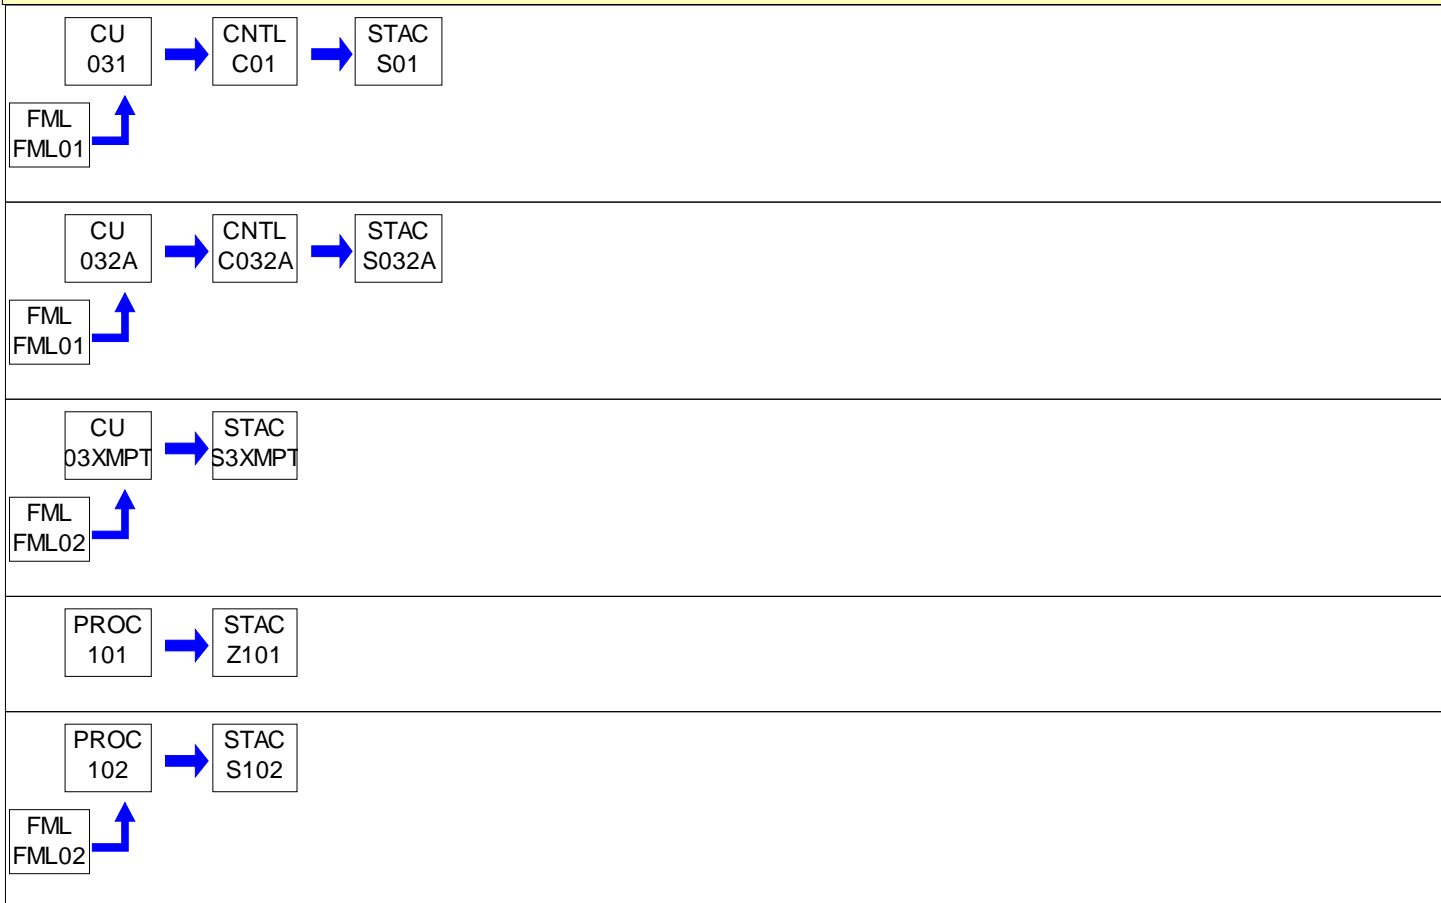 CU
031
CNTL
C01
STAC
S01
FML
FML01
CU
032A
CNTL
C032A
STAC
S032A
FML
FML01
CU
03XMPT
STAC
S3XMPT
FML
FML02
PROC
101
STAC
Z101
PROC
102
STAC
S102
FML
FML02